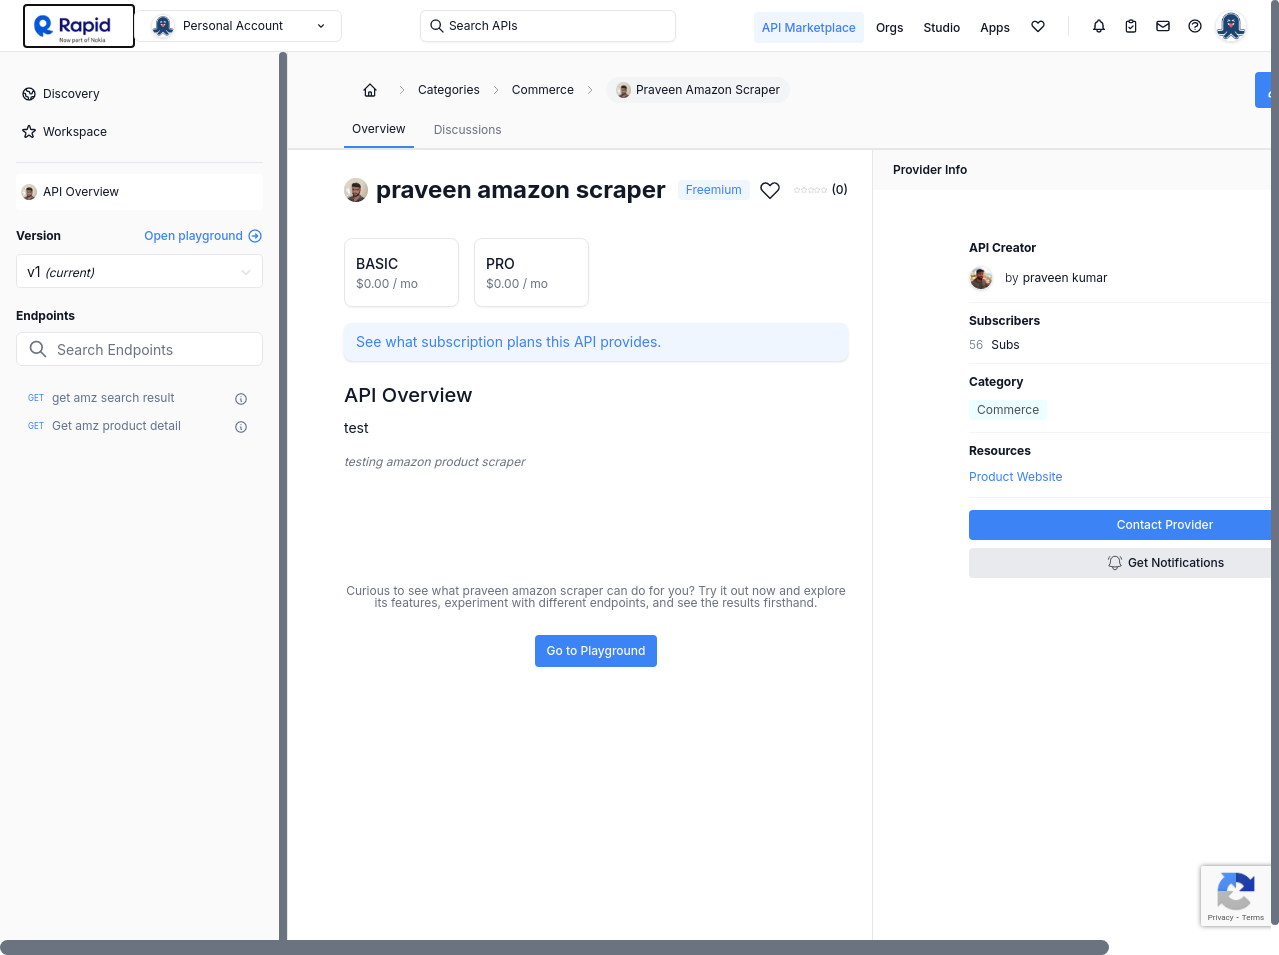 Rapid
Now part of Nokia
Personal Account
Search APIs
API Marketplace
Orgs
Studio
Apps
Discovery
Workspace
API Overview
Version
Open playground
v1 (current)
Endpoints
Search Endpoints
GET get amz search result
GET Get amz product detail
Categories
Commerce
Praveen Amazon Scraper
Overview
Discussions
praveen amazon scraper
Freemium
(0)
BASIC
$0.00 / mo
PRO
$0.00 / mo
See what subscription plans this API provides.
API Overview
test
testing amazon product scraper
Curious to see what praveen amazon scraper can do for you? Try it out now and explore
its features, experiment with different endpoints, and see the results firsthand.
Go to Playground
Provider Info
API Creator
by praveen kumar
Subscribers
56 Subs
Category
Commerce
Resources
Product Website
Contact Provider
Get Notifications
Privacy - Terms